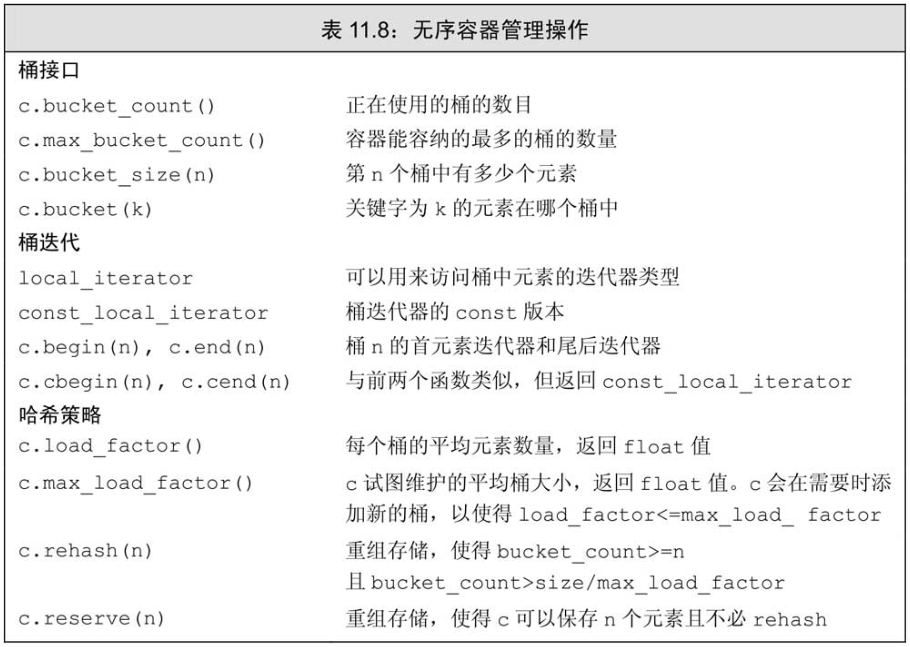 表 11.8：无序容器管理操作
桶接口
c.bucket_count() 正在使用的桶的数目
c.max_bucket_count() 容器能容纳的最多的桶的数量
c.bucket_size(n) 第 n 个桶中有多少个元素
c.bucket(k) 关键字为 k 的元素在哪个桶中
桶迭代
local_iterator 可以用来访问桶中元素的迭代器类型
const_local_iterator 桶迭代器的 const 版本
c.begin(n), c.end(n) 桶 n 的首元素迭代器和尾后迭代器
c.cbegin(n), c.cend(n) 与前两个函数类似，但返回 const_local_iterator
哈希策略
c.load_factor() 每个桶的平均元素数量，返回 float 值
c.max_load_factor() c 试图维护的平均桶大小，返回 float 值。c 会在需要时添
加新的桶，以使得 load_factor<=max_load_ factor
c.rehash(n) 重组存储，使得 bucket_count>=n
且 bucket_count>size/max_load_factor
c.reserve(n) 重组存储，使得 c 可以保存 n 个元素且不必 rehash